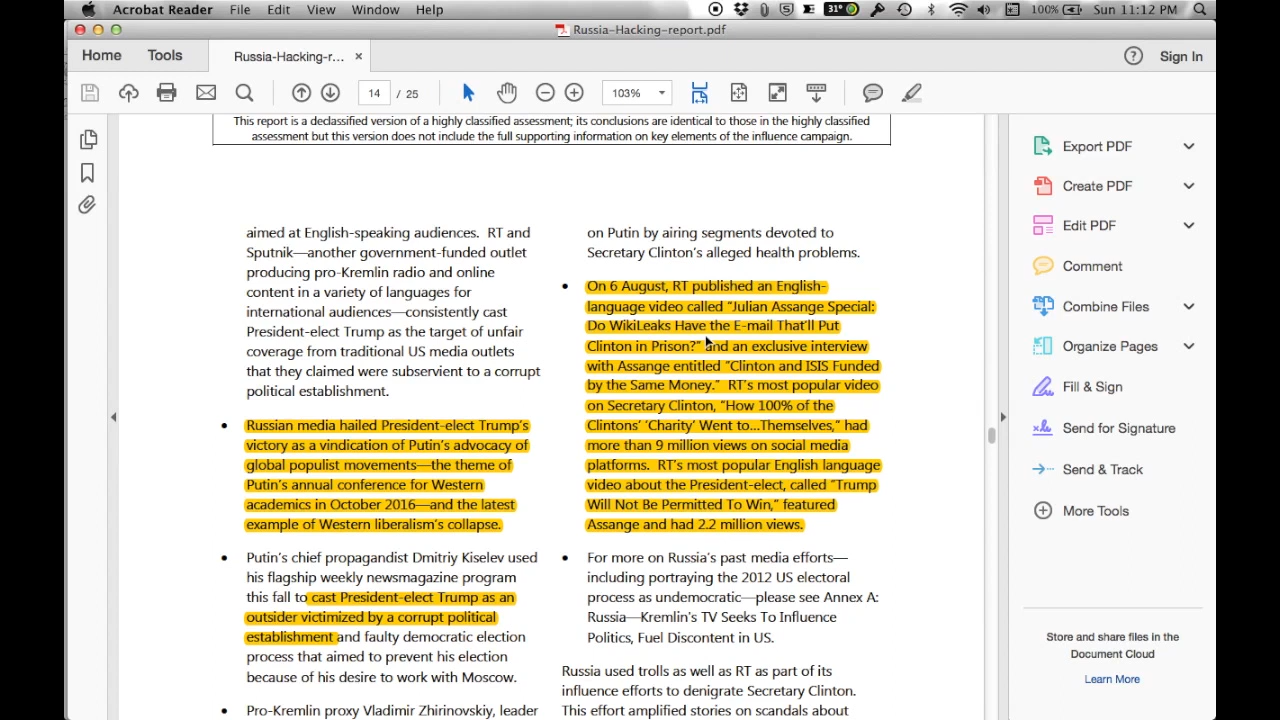 Acrobat Reader File Edit View Window Help 31° 100% Sun 11:12 PM
Russia-Hacking-report.pdf
Home Tools Russia-Hacking-r... × ? Sign In
14 / 25 103%
This report is a declassified version of a highly classified assessment; its conclusions are identical to those in the highly classified
assessment but this version does not include the full supporting information on key elements of the influence campaign.
aimed at English-speaking audiences. RT and
Sputnik—another government-funded outlet
producing pro-Kremlin radio and online
content in a variety of languages for
international audiences—consistently cast
President-elect Trump as the target of unfair
coverage from traditional US media outlets
that they claimed were subservient to a corrupt
political establishment.
• Russian media hailed President-elect Trump's
victory as a vindication of Putin's advocacy of
global populist movements—the theme of
Putin's annual conference for Western
academics in October 2016—and the latest
example of Western liberalism's collapse.
• Putin's chief propagandist Dmitriy Kiselev used
his flagship weekly newsmagazine program
this fall to cast President-elect Trump as an
outsider victimized by a corrupt political
establishment and faulty democratic election
process that aimed to prevent his election
because of his desire to work with Moscow.
• Pro-Kremlin proxy Vladimir Zhirinovskiy, leader
on Putin by airing segments devoted to
Secretary Clinton's alleged health problems.
• On 6 August, RT published an English-
language video called "Julian Assange Special:
Do WikiLeaks Have the E-mail That'll Put
Clinton in Prison?" and an exclusive interview
with Assange entitled "Clinton and ISIS Funded
by the Same Money." RT's most popular video
on Secretary Clinton, "How 100% of the
Clintons' 'Charity' Went to...Themselves," had
more than 9 million views on social media
platforms. RT's most popular English language
video about the President-elect, called "Trump
Will Not Be Permitted To Win," featured
Assange and had 2.2 million views.
• For more on Russia's past media efforts—
including portraying the 2012 US electoral
process as undemocratic—please see Annex A:
Russia—Kremlin's TV Seeks To Influence
Politics, Fuel Discontent in US.
Russia used trolls as well as RT as part of its
influence efforts to denigrate Secretary Clinton.
This effort amplified stories on scandals about
Export PDF
Create PDF
Edit PDF
Comment
Combine Files
Organize Pages
Fill & Sign
Send for Signature
Send & Track
More Tools
Store and share files in the
Document Cloud
Learn More